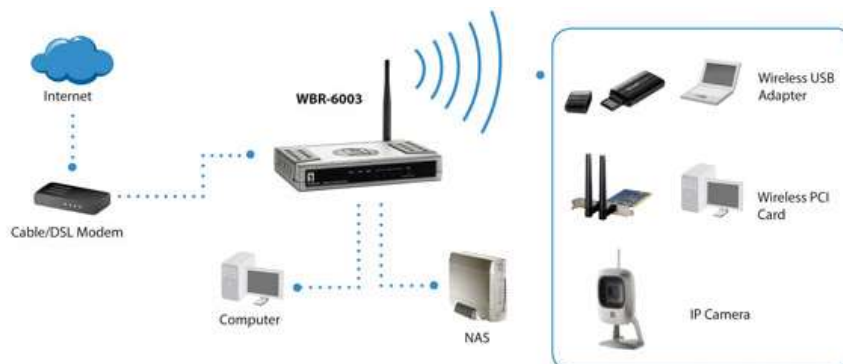 Internet
WBR-6003
Wireless USB
Adapter
Cable/DSL Modem
Wireless PCI
Card
Computer
NAS
IP Camera